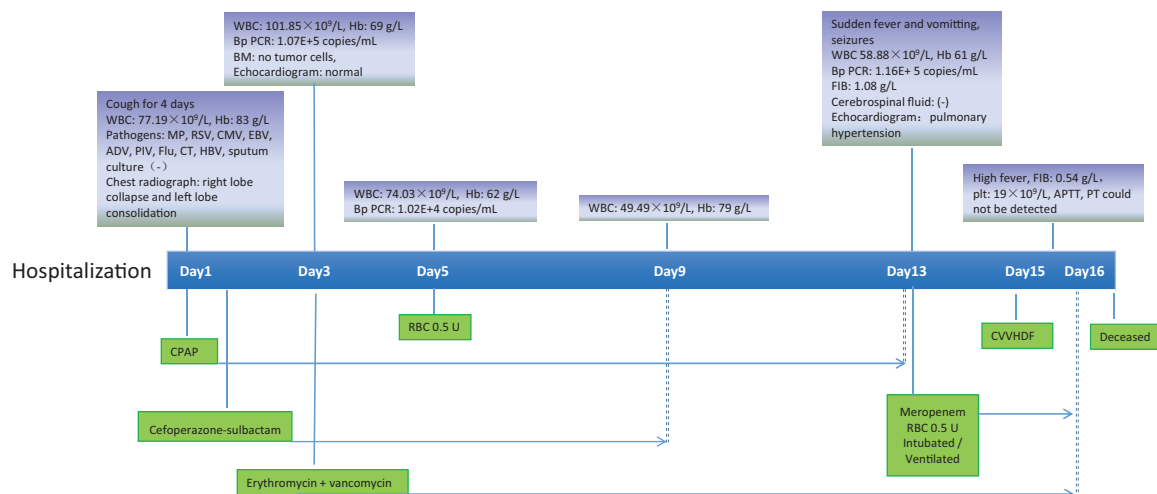 WBC: 101.85×10⁹/L, Hb: 69 g/L
Bp PCR: 1.07E+5 copies/mL
BM: no tumor cells,
Echocardiogram: normal
Sudden fever and vomitting,
seizures
WBC 58.88×10⁹/L, Hb 61 g/L
Bp PCR: 1.16E+ 5 copies/mL
FIB: 1.08 g/L
Cerebrospinal fluid: (-)
Echocardiogram：pulmonary
hypertension
Cough for 4 days
WBC: 77.19×10⁹/L, Hb: 83 g/L
Pathogens: MP, RSV, CMV, EBV,
ADV, PIV, Flu, CT, HBV, sputum
culture（-）
Chest radiograph: right lobe
collapse and left lobe
consolidation
WBC: 74.03×10⁹/L, Hb: 62 g/L
Bp PCR: 1.02E+4 copies/mL
WBC: 49.49×10⁹/L, Hb: 79 g/L
High fever, FIB: 0.54 g/L，
plt: 19×10⁹/L, APTT, PT could
not be detected
Hospitalization
Day1
Day3
Day5
Day9
Day13
Day15
Day16
CPAP
RBC 0.5 U
CVVHDF
Deceased
Cefoperazone-sulbactam
Meropenem
RBC 0.5 U
Intubated /
Ventilated
Erythromycin + vancomycin